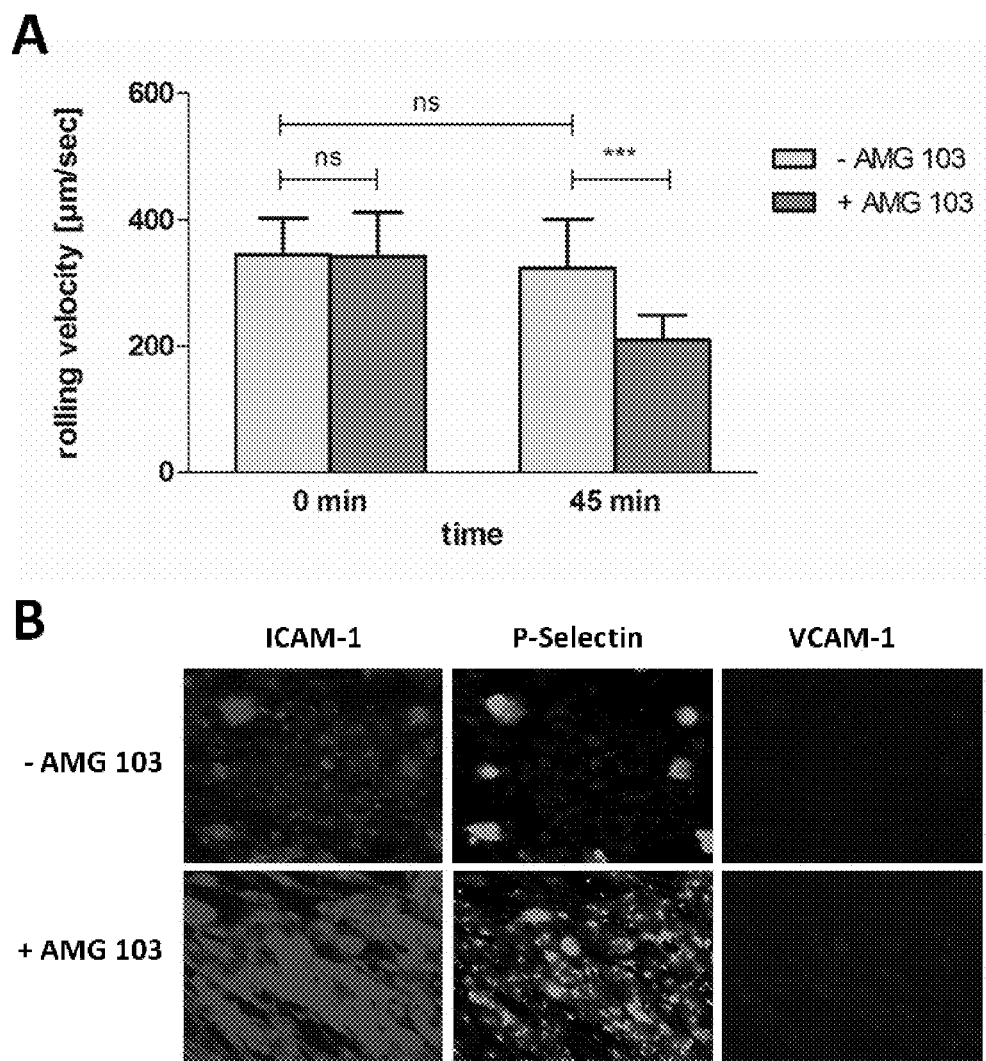 A
600
400
200
0
rolling velocity [µm/sec]
ns
ns
***
- AMG 103
+ AMG 103
0 min
45 min
time
B
ICAM-1
P-Selectin
VCAM-1
- AMG 103
+ AMG 103